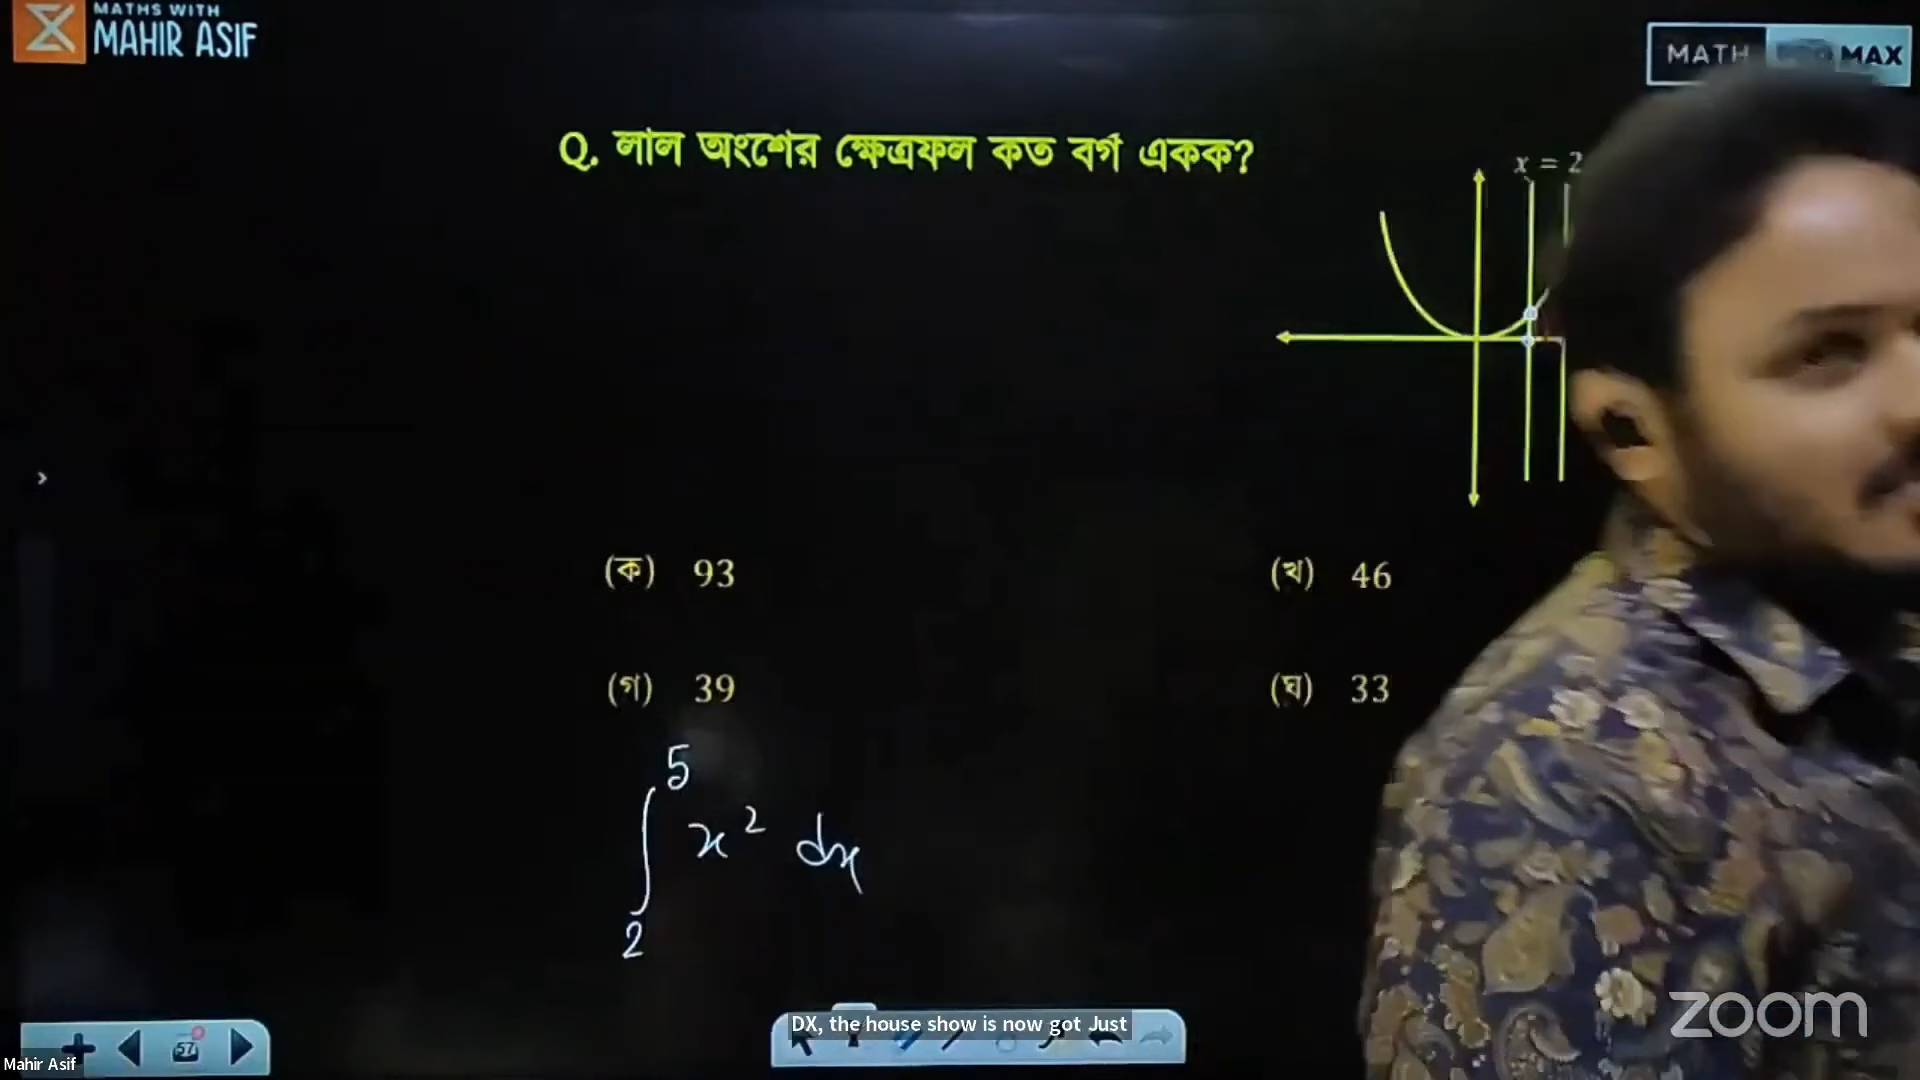 MATHS WITH
MAHIR ASIF
MATH MAX
Q. লাল অংশের ক্ষেত্রফল কত বর্গ একক?
x = 2
(ক) 93
(খ) 46
(গ) 39
(ঘ) 33
5
∫ x² dx
2
DX, the house show is now got Just
57
Mahir Asif
zoom